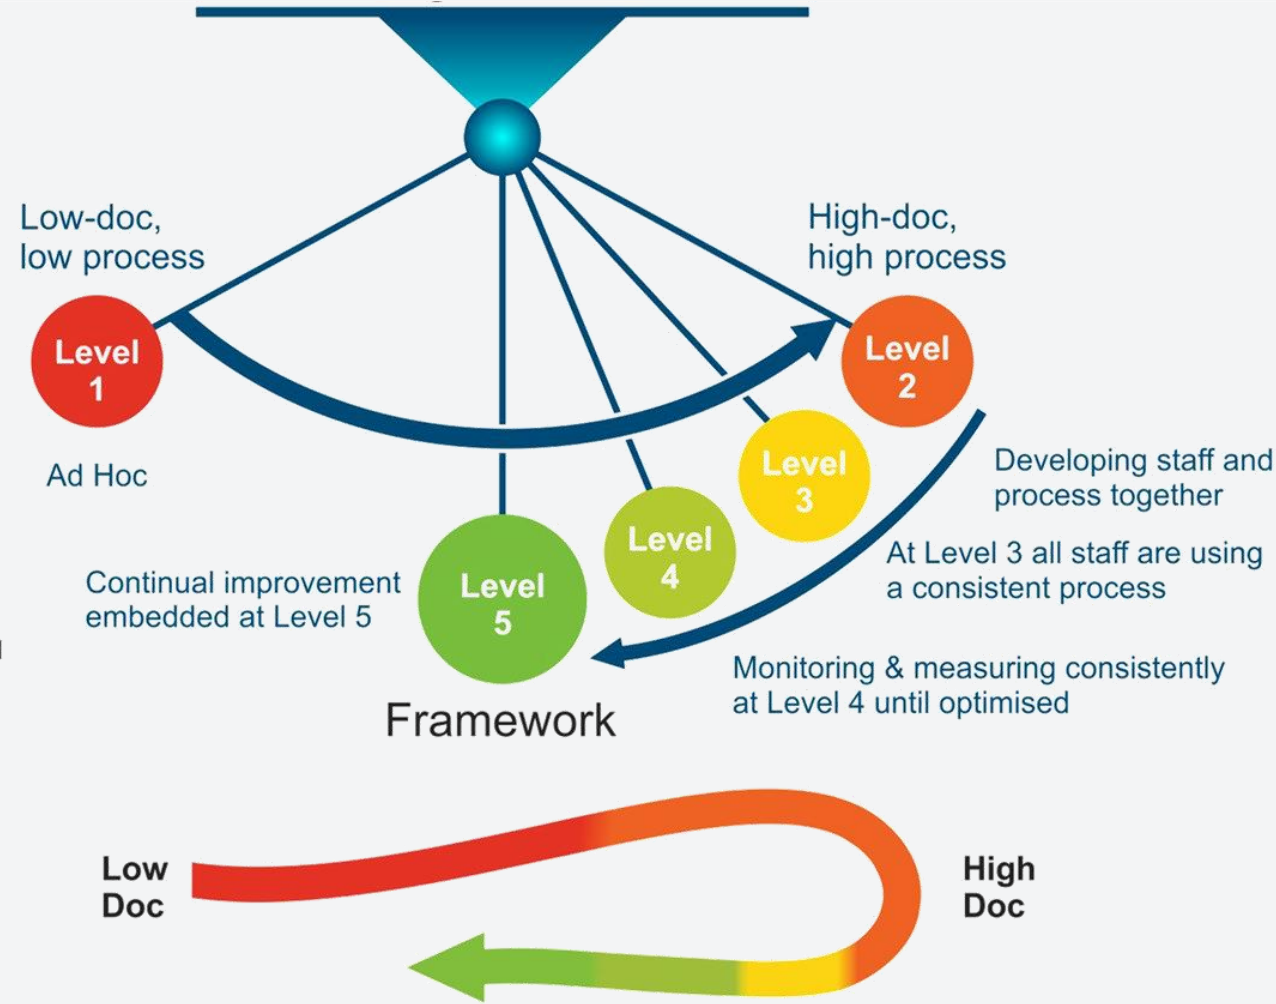 Low-doc,
low process
High-doc,
high process
Level
1
Level
2
Ad Hoc
Level
3
Developing staff and
process together
Level
4
At Level 3 all staff are using
a consistent process
Continual improvement
embedded at Level 5
Level
5
Monitoring & measuring consistently
at Level 4 until optimised
Framework
Low
Doc
High
Doc